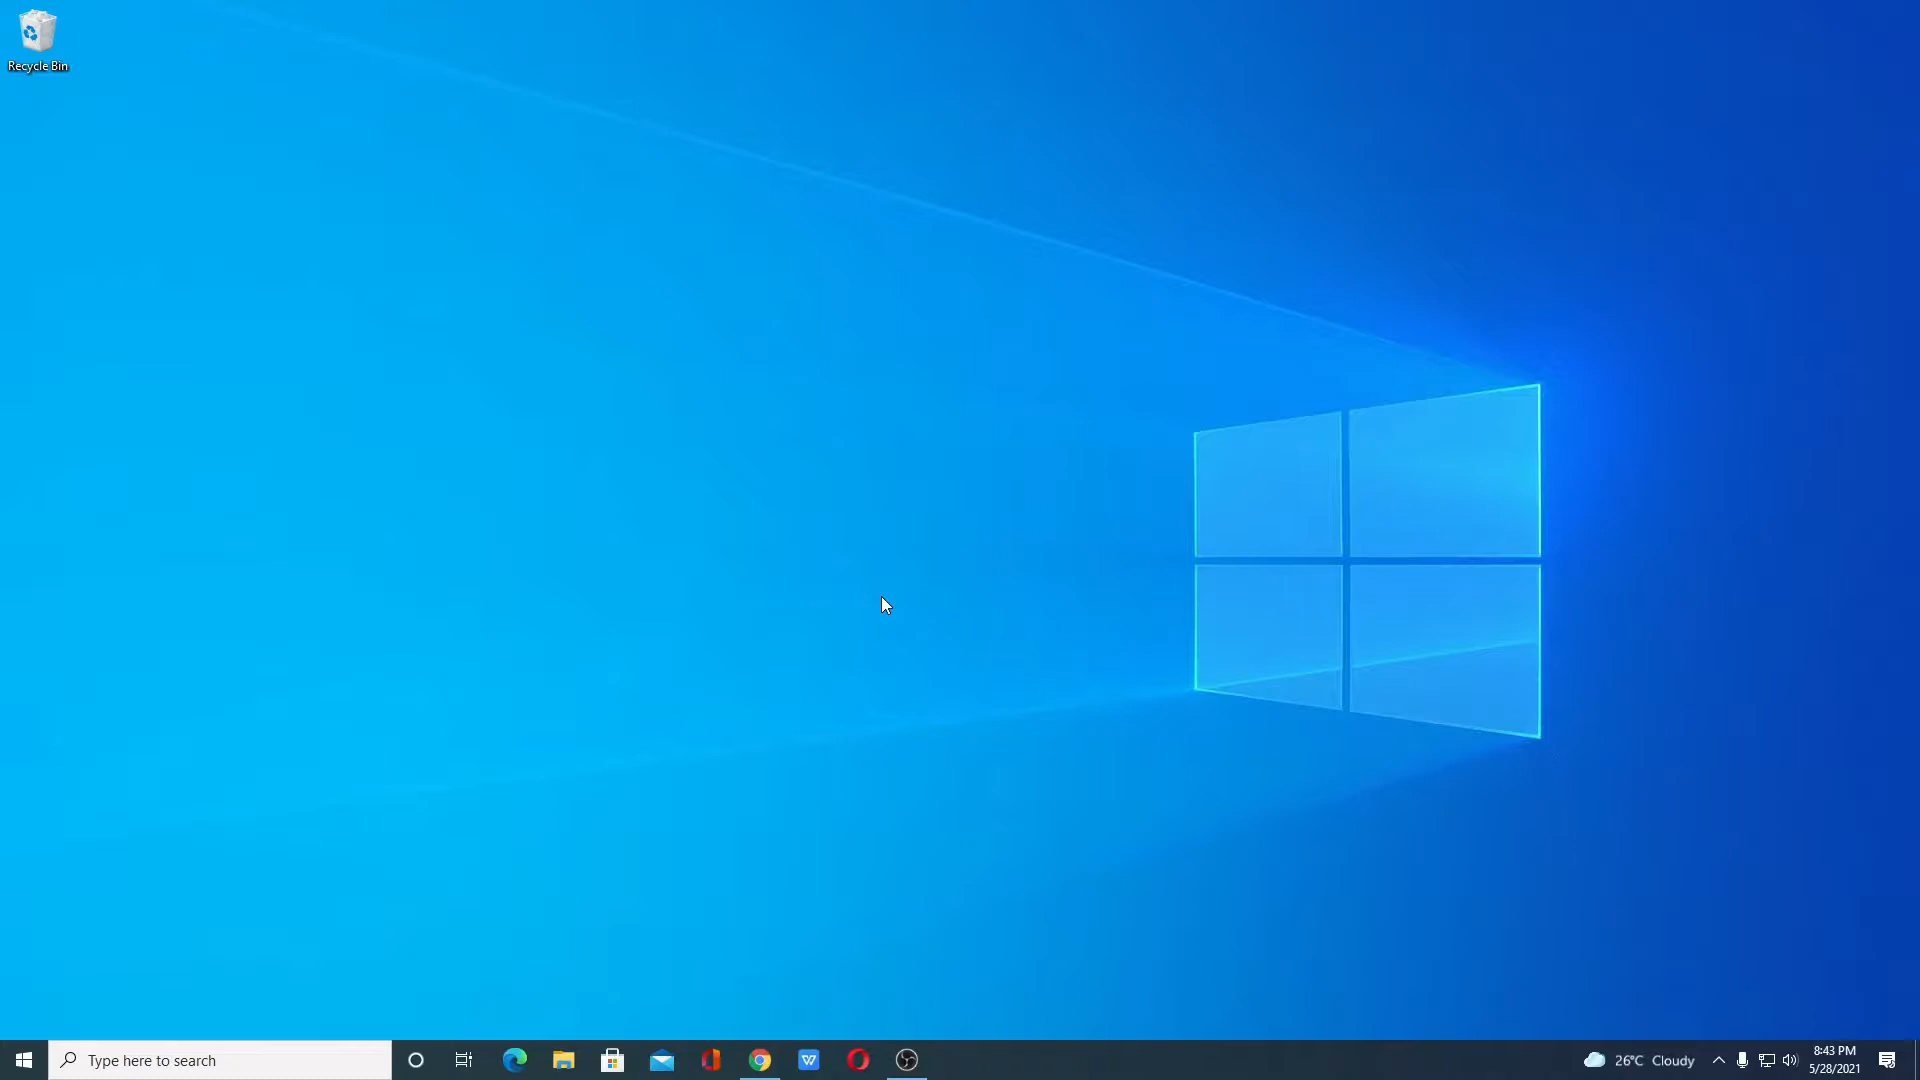 Recycle Bin
Type here to search
26°C Cloudy
8:43 PM
5/28/2021